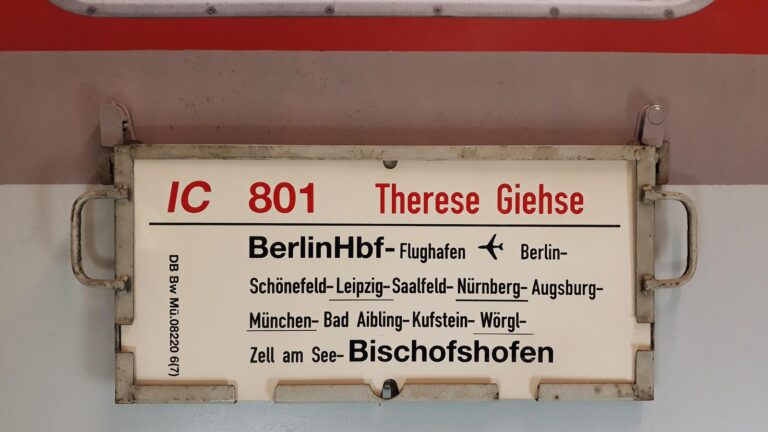 IC 801 Therese Giehse
BerlinHbf- Flughafen ✈ Berlin-
Schönefeld- Leipzig- Saalfeld- Nürnberg- Augsburg-
München- Bad Aibling- Kufstein- Wörgl-
Zell am See- Bischofshofen
DB Bw Mü.08220 6(7)